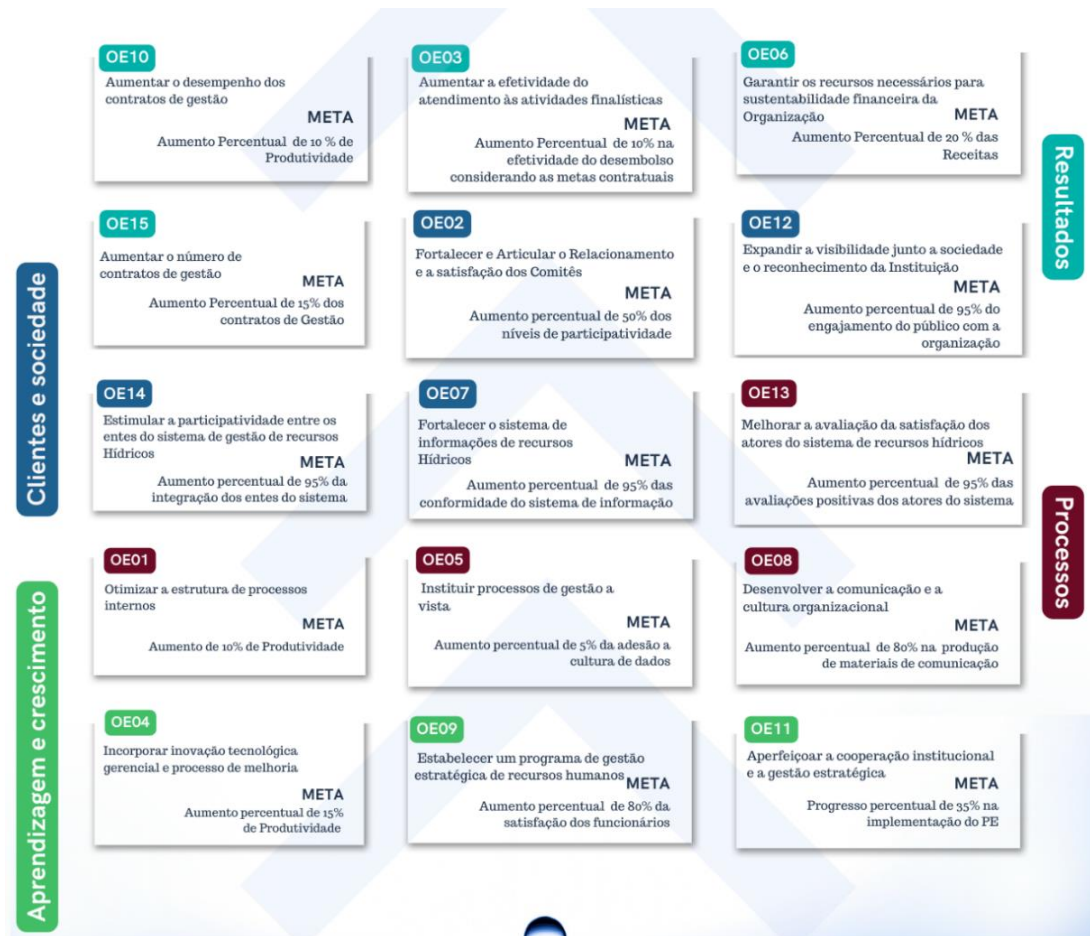 OE10
Aumentar o desempenho dos
contratos de gestão
META
Aumento Percentual de 10 % de
Produtividade
OE03
Aumentar a efetividade do
atendimento às atividades finalísticas
META
Aumento Percentual de 10% na
efetividade do desembolso
considerando as metas contratuais
OE06
Garantir os recursos necessários para
sustentabilidade financeira da
Organização
META
Aumento Percentual de 20 % das
Receitas
Resultados
OE15
Aumentar o número de
contratos de gestão
META
Aumento Percentual de 15% dos
contratos de Gestão
OE02
Fortalecer e Articular o Relacionamento
e a satisfação dos Comitês
META
Aumento percentual de 50% dos
níveis de participatividade
OE12
Expandir a visibilidade junto a sociedade
e o reconhecimento da Instituição
META
Aumento percentual de 95% do
engajamento do público com a
organização
Clientes e sociedade
OE14
Estimular a participatividade entre os
entes do sistema de gestão de recursos
Hídricos
META
Aumento percentual de 95% da
integração dos entes do sistema
OE07
Fortalecer o sistema de
informações de recursos
Hídricos
META
Aumento percentual de 95% das
conformidade do sistema de informação
OE13
Melhorar a avaliação da satisfação dos
atores do sistema de recursos hídricos
META
Aumento percentual de 95% das
avaliações positivas dos atores do sistema
Processos
OE01
Otimizar a estrutura de processos
internos
META
Aumento de 10% de Produtividade
OE05
Instituir processos de gestão a
vista
META
Aumento percentual de 5% da adesão a
cultura de dados
OE08
Desenvolver a comunicação e a
cultura organizacional
META
Aumento percentual de 80% na produção
de materiais de comunicação
Aprendizagem e crescimento
OE04
Incorporar inovação tecnológica
gerencial e processo de melhoria
META
Aumento percentual de 15%
de Produtividade
OE09
Estabelecer um programa de gestão
estratégica de recursos humanos
META
Aumento percentual de 80% da
satisfação dos funcionários
OE11
Aperfeiçoar a cooperação institucional
e a gestão estratégica
META
Progresso percentual de 35% na
implementação do PE